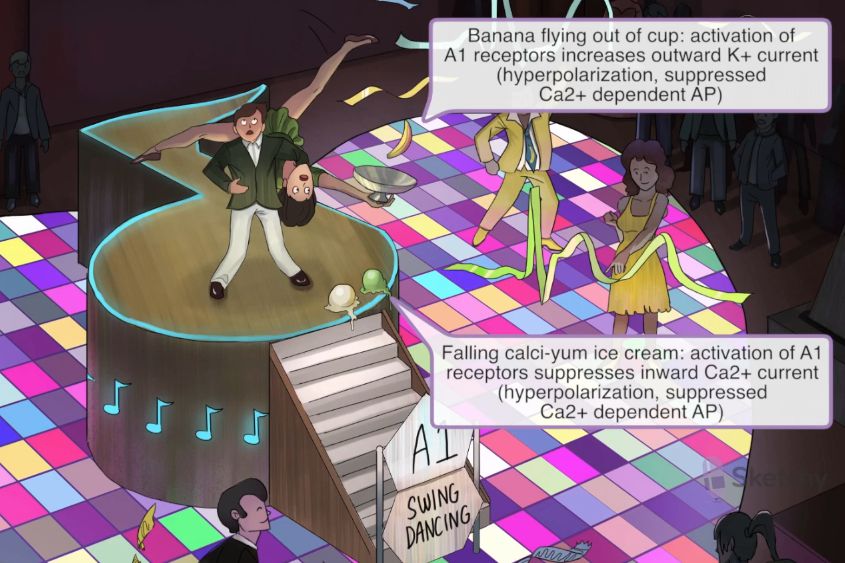 Banana flying out of cup: activation of
A1 receptors increases outward K+ current
(hyperpolarization, suppressed
Ca2+ dependent AP)
Falling calci-yum ice cream: activation of A1
receptors suppresses inward Ca2+ current
(hyperpolarization, suppressed
Ca2+ dependent AP)
A1
SWING
DANCING
Sketchy